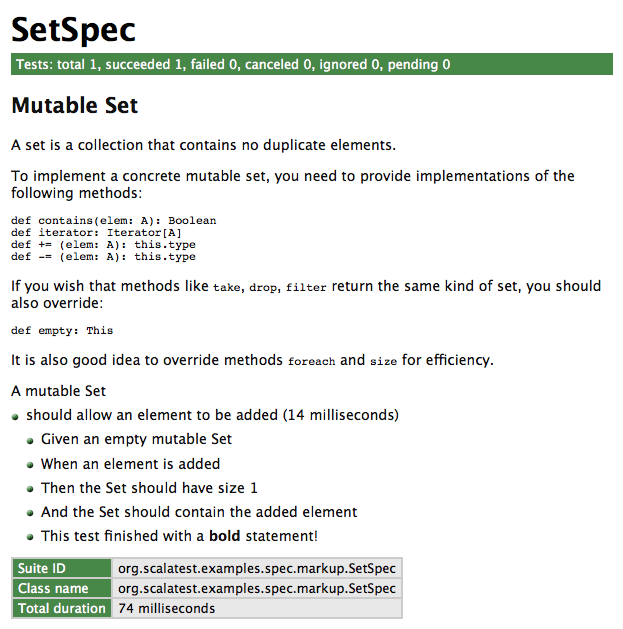 SetSpec
Tests: total 1, succeeded 1, failed 0, canceled 0, ignored 0, pending 0
Mutable Set
A set is a collection that contains no duplicate elements.
To implement a concrete mutable set, you need to provide implementations of the
following methods:
def contains(elem: A): Boolean
def iterator: Iterator[A]
def += (elem: A): this.type
def -= (elem: A): this.type
If you wish that methods like take, drop, filter return the same kind of set, you should
also override:
def empty: This
It is also good idea to override methods foreach and size for efficiency.
A mutable Set
should allow an element to be added (14 milliseconds)
Given an empty mutable Set
When an element is added
Then the Set should have size 1
And the Set should contain the added element
This test finished with a bold statement!
Suite ID org.scalatest.examples.spec.markup.SetSpec
Class name org.scalatest.examples.spec.markup.SetSpec
Total duration 74 milliseconds